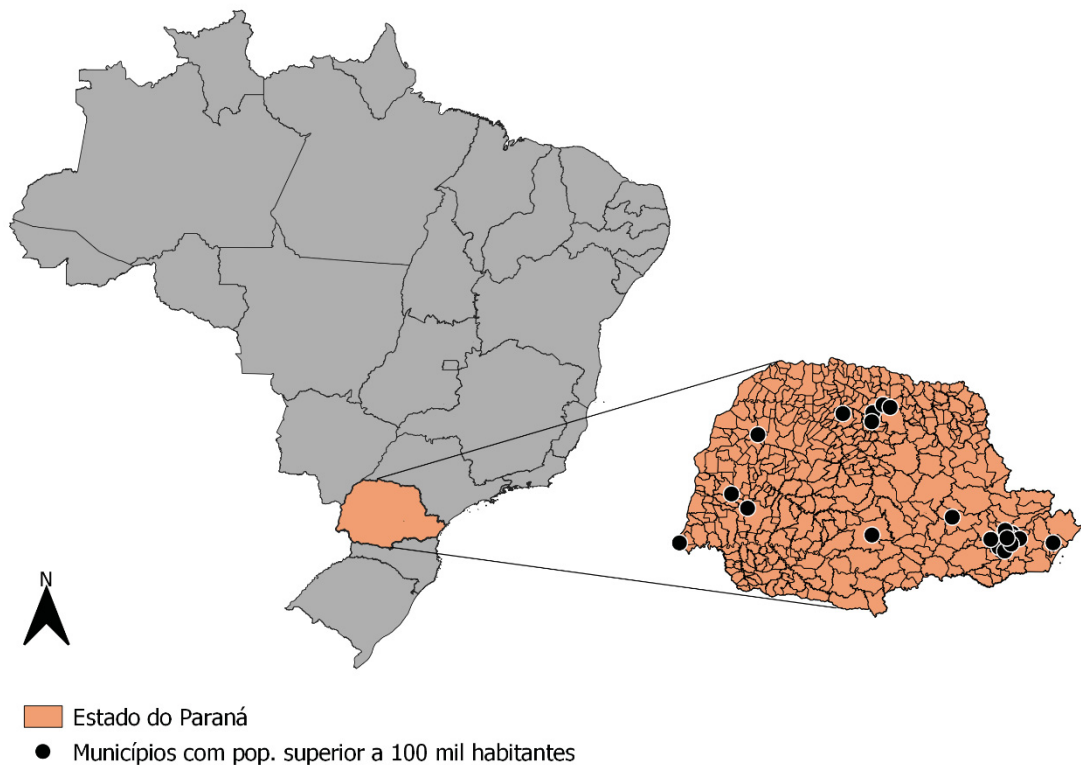 N
Estado do Paraná
Municípios com pop. superior a 100 mil habitantes